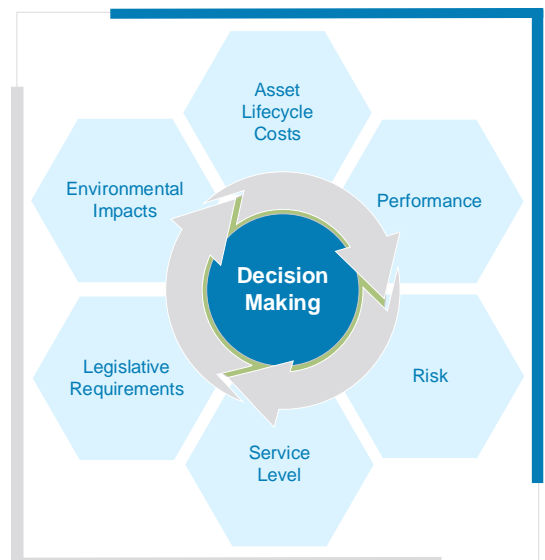 Asset
Lifecycle
Costs
Environmental
Impacts
Performance
Decision
Making
Legislative
Requirements
Risk
Service
Level